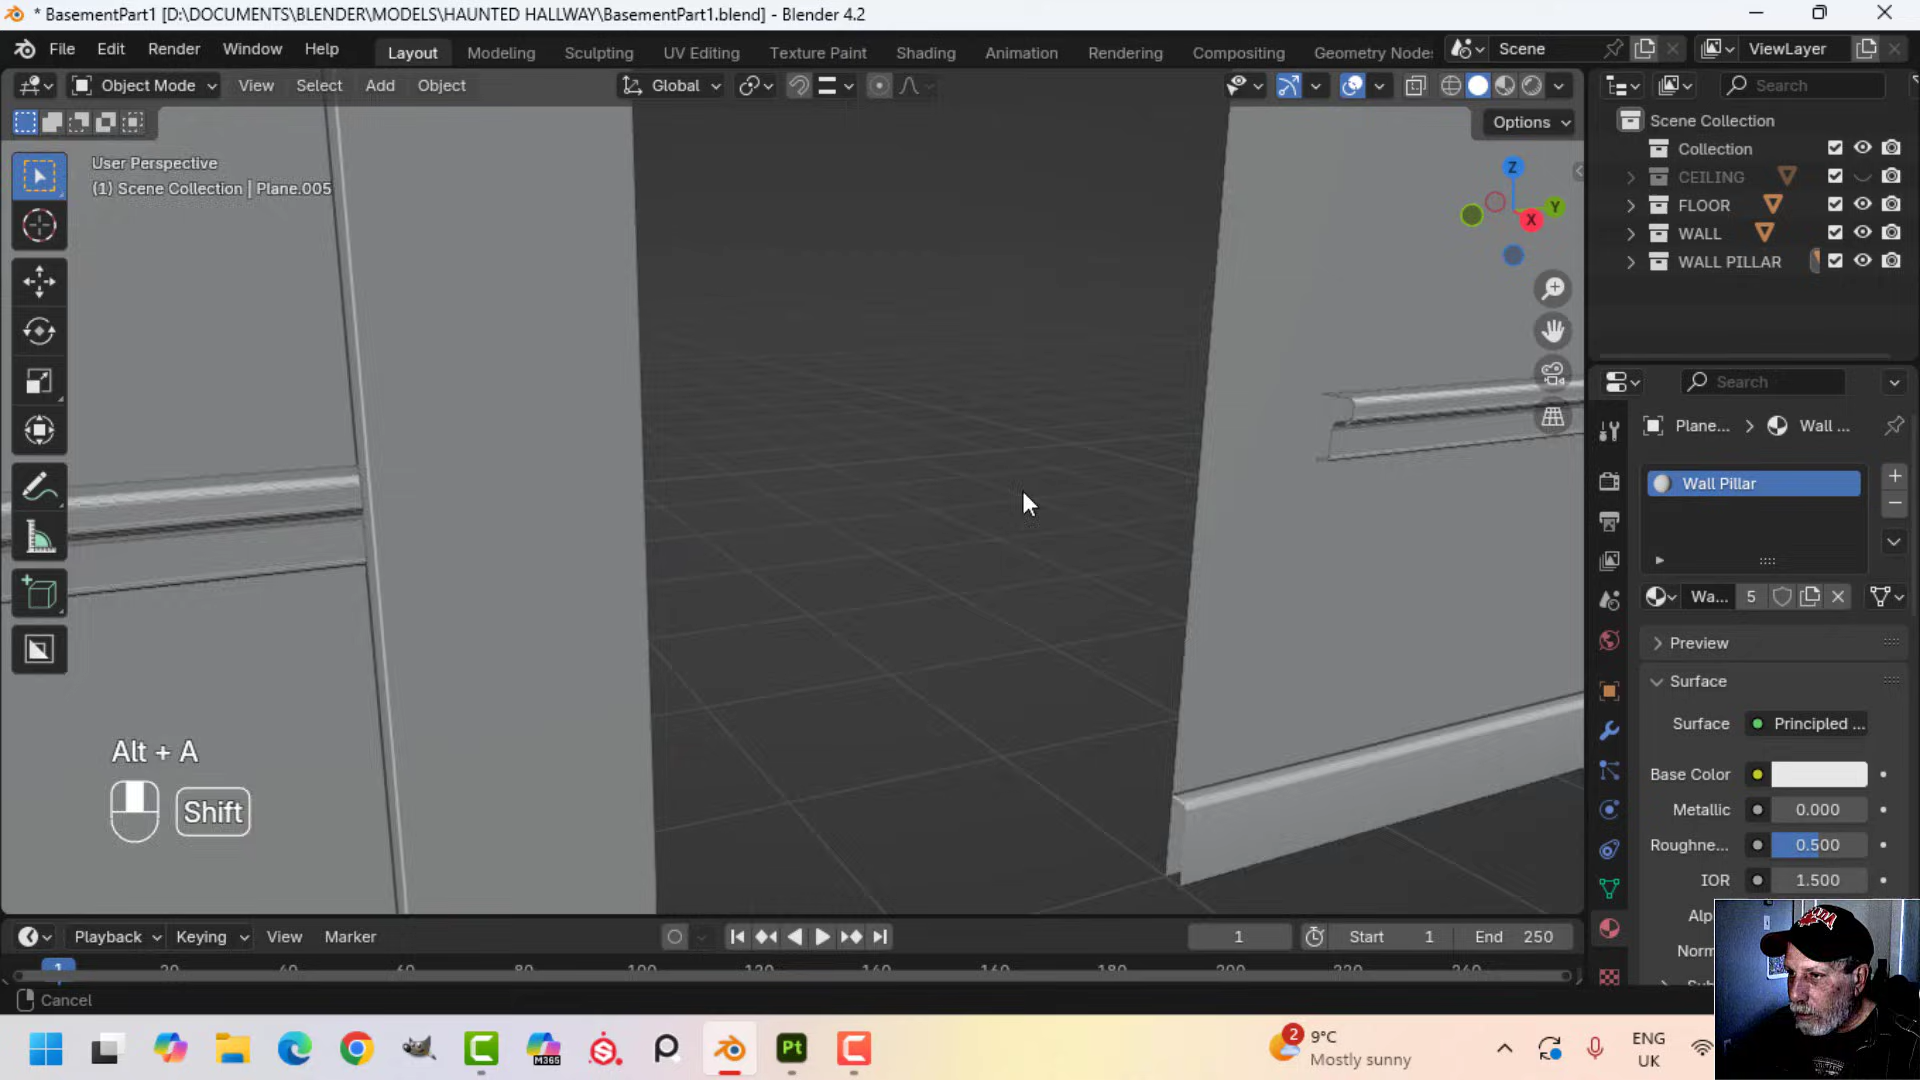 * BasementPart1 [D:\DOCUMENTS\BLENDER\MODELS\HAUNTED HALLWAY\BasementPart1.blend] - Blender 4.2
File Edit Render Window Help Layout Modeling Sculpting UV Editing Texture Paint Shading Animation Rendering Compositing Geometry Node Scene ViewLayer
Object Mode View Select Add Object Global Search
Options
User Perspective
(1) Scene Collection | Plane.005
Scene Collection
Collection
CEILING
FLOOR
WALL
WALL PILLAR
Z
Y
X
Search
Plane... > Wall ...
Wall Pillar
Wa... 5
Preview
Surface
Surface Principled ...
Base Color
Metallic 0.000
Roughne... 0.500
IOR 1.500
Alt + A
Shift
Playback Keying View Marker 1 Start 1 End 250
1
Cancel
M365
Pt
2
9°C
Mostly sunny
ENG
UK